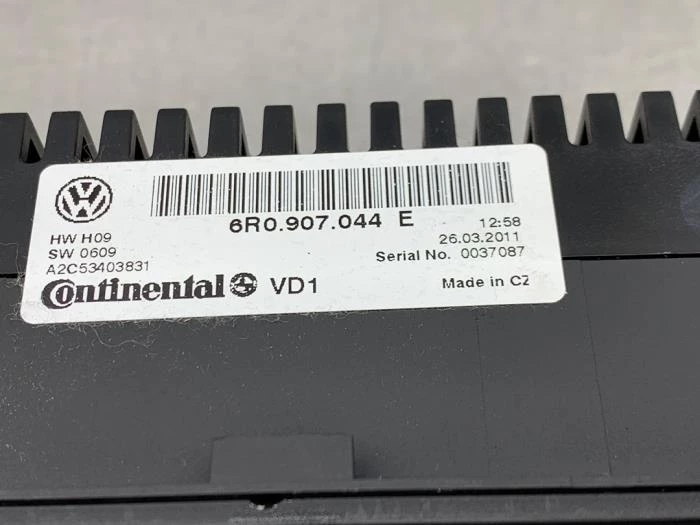 6R0.907.044 E
12:58
26.03.2011
Serial No. 0037087
HW H09
SW 0609
A2C53403831
Continental VD1
Made in CZ